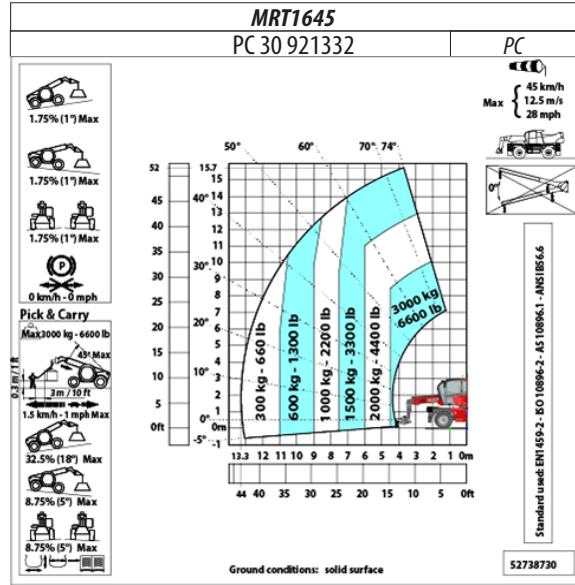 MRT1645
PC 30 921332
PC
1.75% (1°) Max
1.75% (1°) Max
1.75% (1°) Max
P
0 km/h - 0 mph
Pick & Carry
Max 3000 kg - 6600 lb
45° Max
0.3 m / 1 ft
3m / 10 ft
1.5 km/h - 1 mph Max
32.5% (18°) Max
8.75% (5°) Max
8.75% (5°) Max
52
45
40
35
30
25
20
15
10
5
0ft
15.7
15
14
13
12
11
10
9
8
7
6
5
4
3
2
1
0m
-1
50°
60°
70°
74°
40°
30°
20°
10°
0°
-5°
300 kg - 660 lb
600 kg - 1300 lb
1000 kg - 2200 lb
1500 kg - 3300 lb
2000 kg - 4400 lb
3000 kg
6600 lb
13.3 12 11 10 9 8 7 6 5 4 3 2 1 0m
44 40 35 30 25 20 15 10 5 0ft
Ground conditions: solid surface
Max
45 km/h
12.5 m/s
28 mph
0°
Standard used: EN1459-2 - ISO 10896-2 - AS 10896.1 - ANSI B56.6
52738730